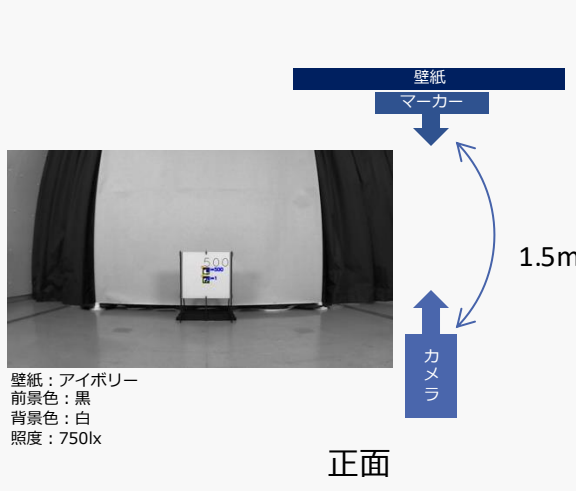 壁紙
マーカー
500
=500
1.5m
カメラ
壁紙：アイボリー
前景色：黒
背景色：白
照度：750lx
正面